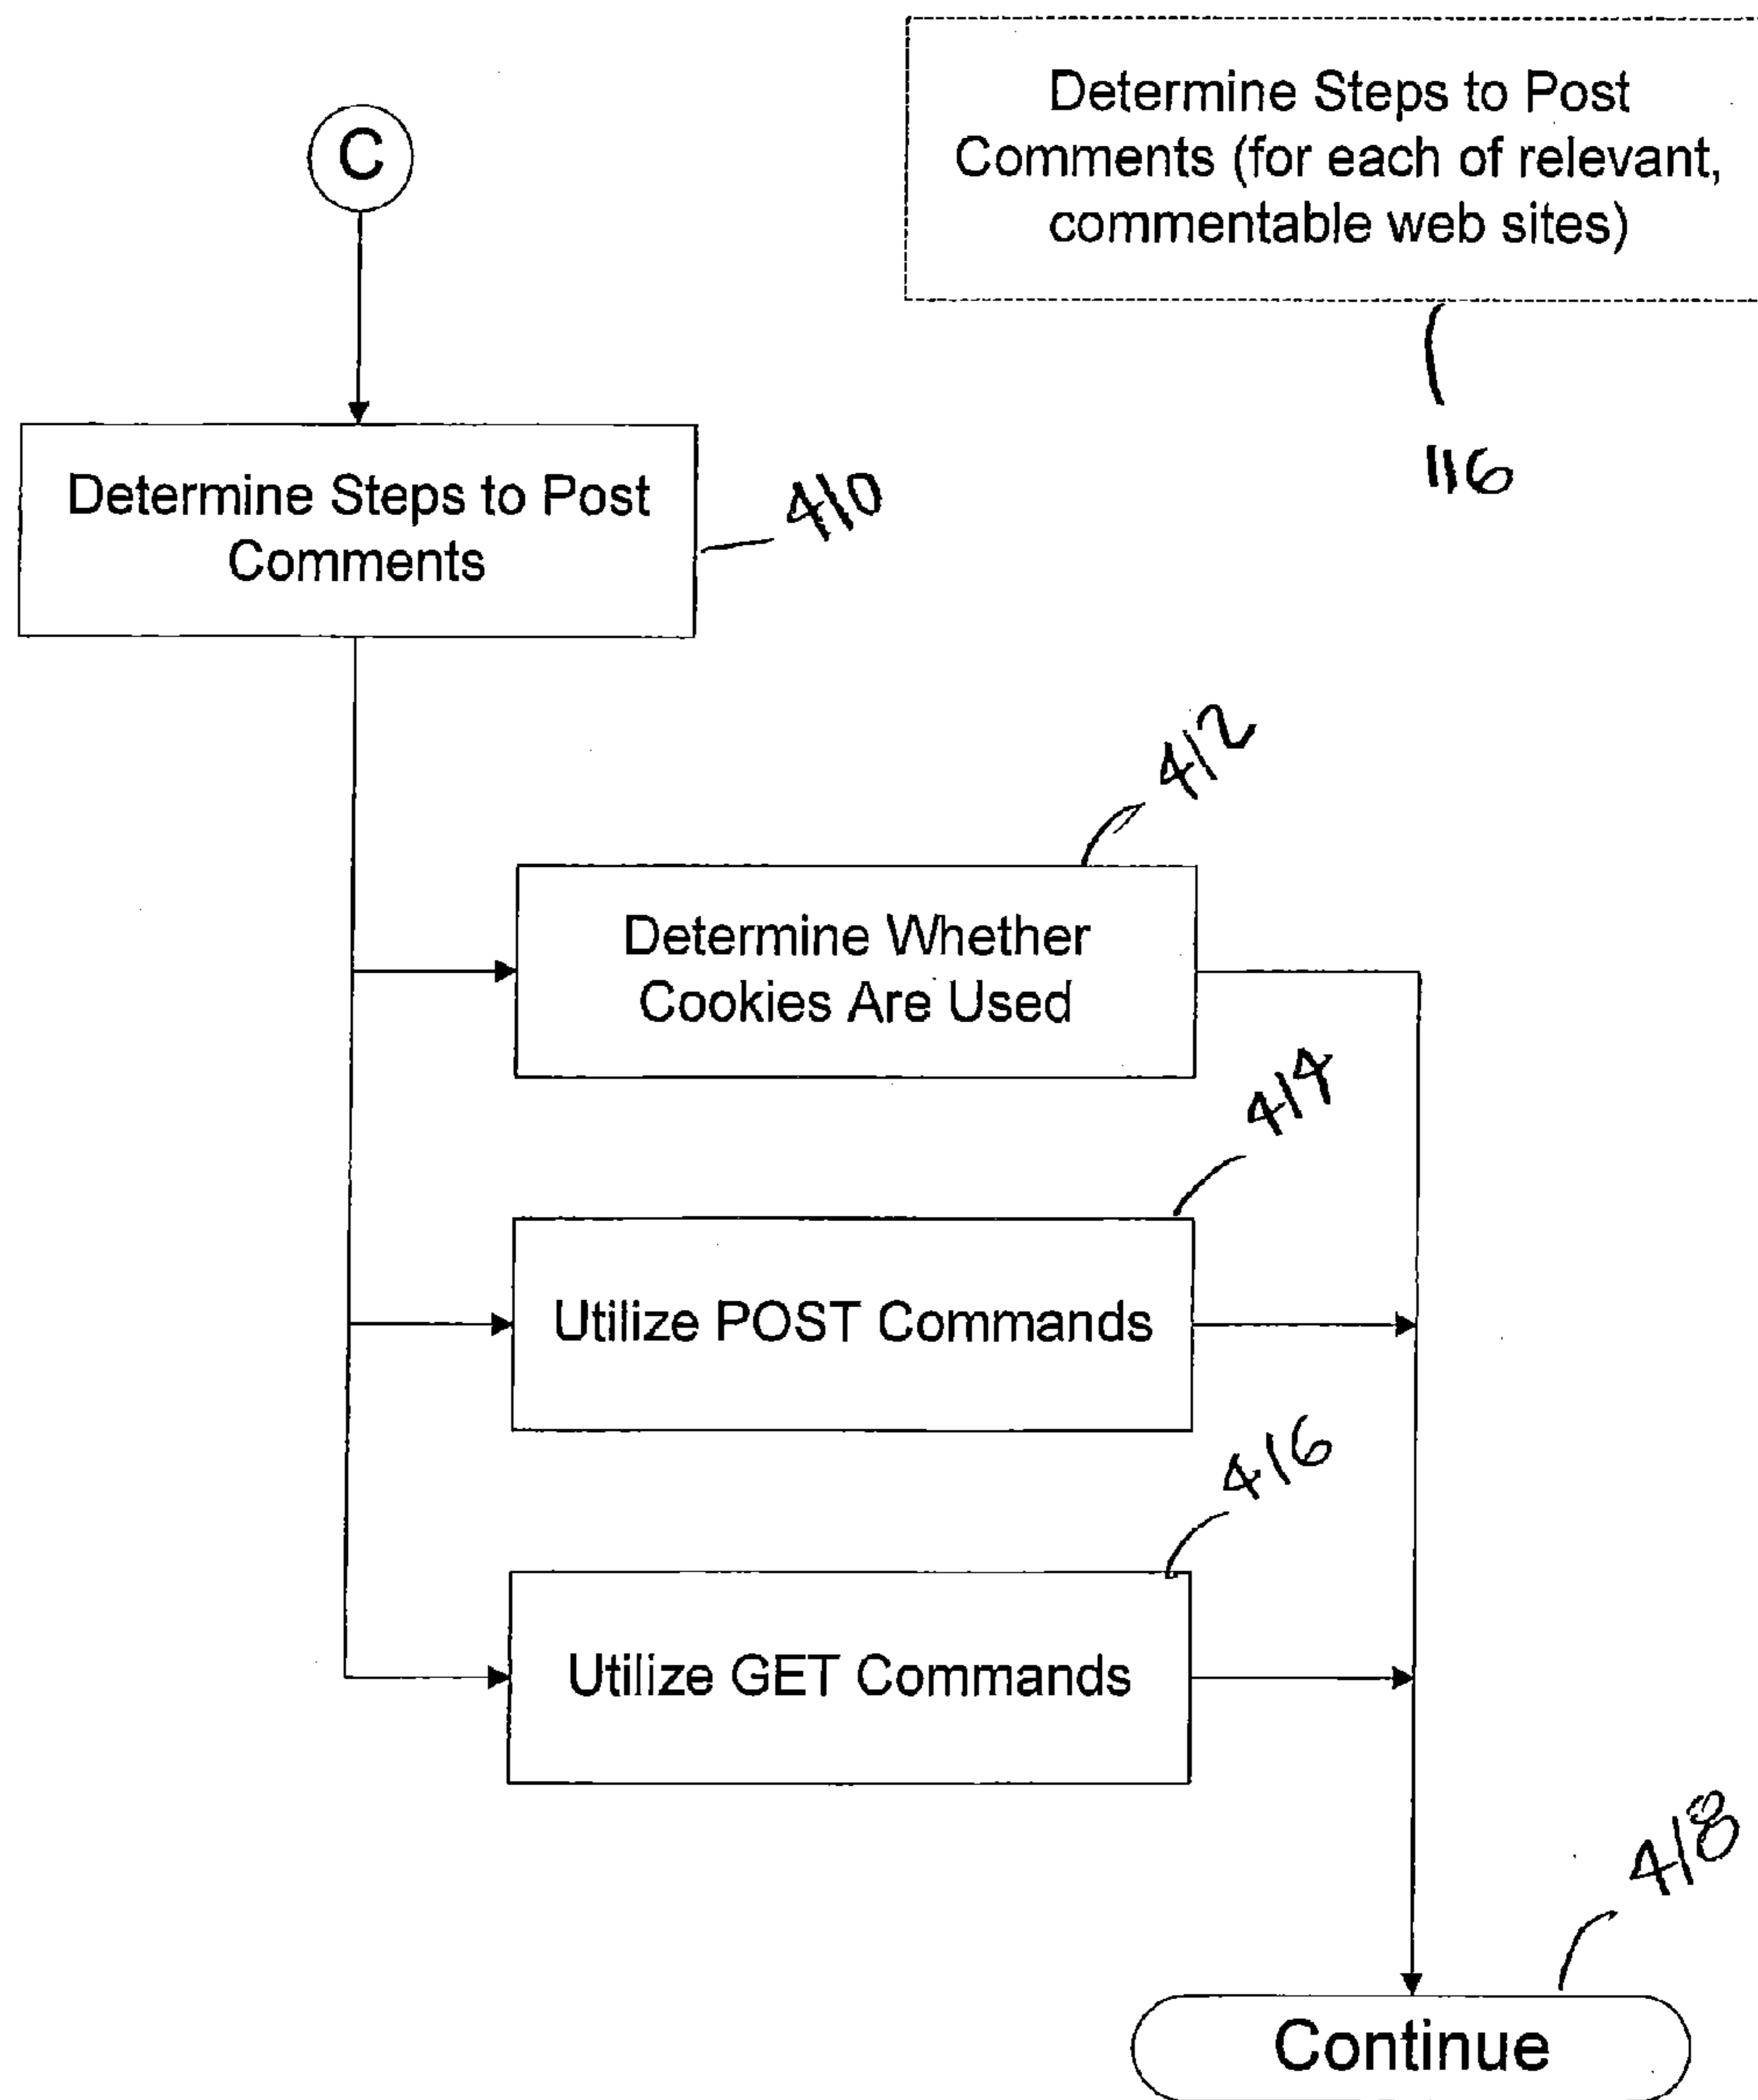 C
Determine Steps to Post
Comments (for each of relevant,
commentable web sites)
116
Determine Steps to Post
Comments
410
412
Determine Whether
Cookies Are Used
414
Utilize POST Commands
416
Utilize GET Commands
418
Continue